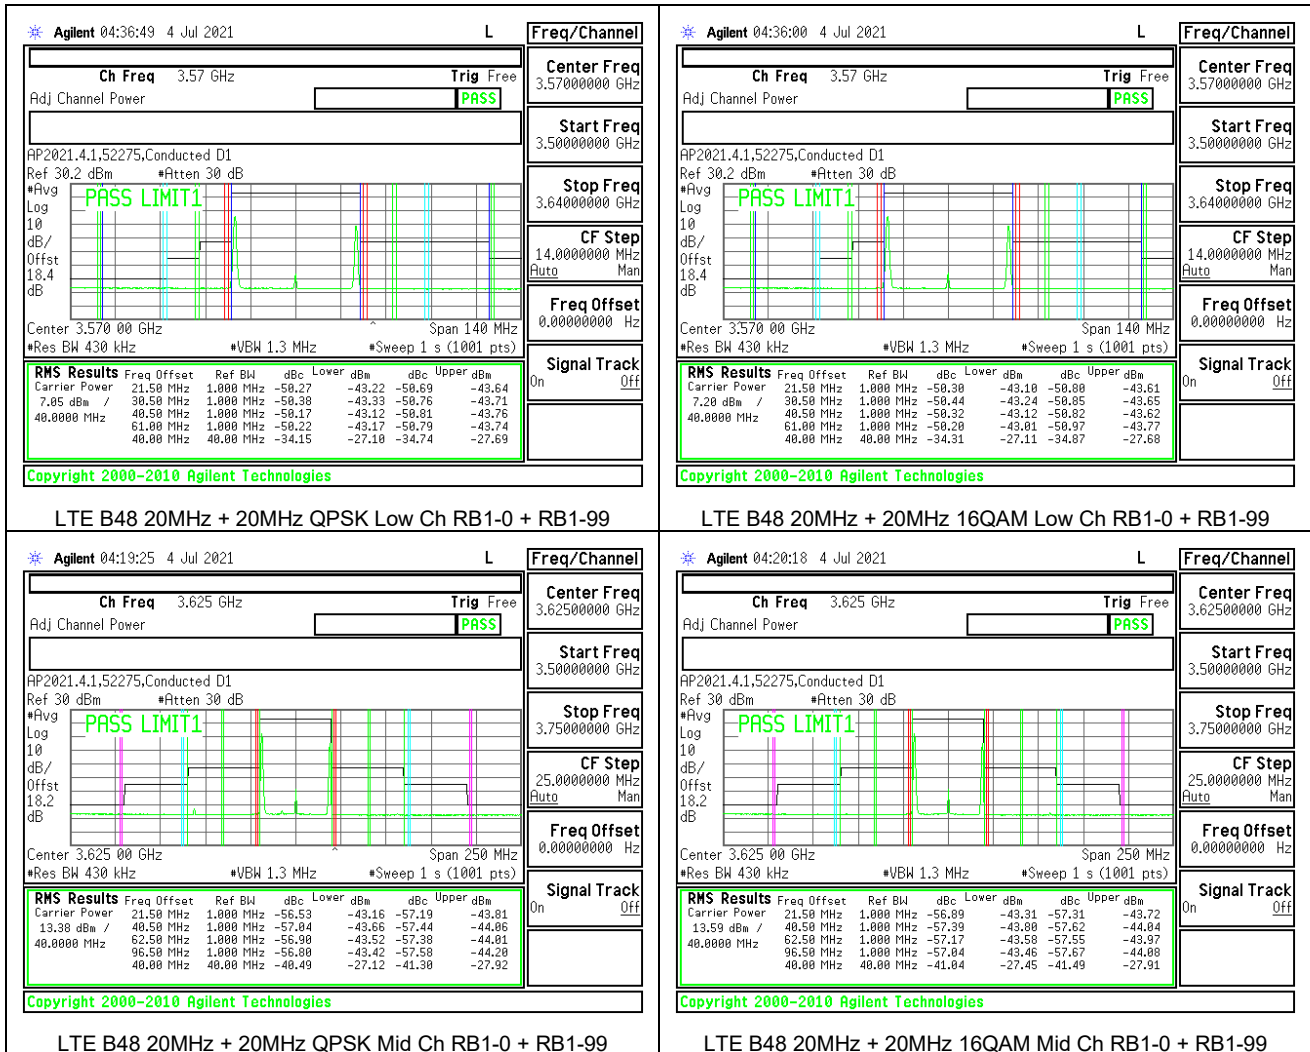 Agilent 04:36:49 4 Jul 2021 L Freq/Channel
Ch Freq 3.57 GHz Trig Free
Adj Channel Power PASS
Center Freq
3.57000000 GHz
Start Freq
3.50000000 GHz
Stop Freq
3.64000000 GHz
CF Step
14.0000000 MHz
Auto Man
Freq Offset
0.00000000 Hz
Signal Track
On Off
AP2021.4.1,52275,Conducted D1
Ref 30.2 dBm #Atten 30 dB
#Avg
Log
10
dB/
Offst
18.4
dB
PASS LIMIT1
Center 3.570 00 GHz Span 140 MHz
#Res BW 430 kHz #VBW 1.3 MHz #Sweep 1 s (1001 pts)
RMS Results Freq Offset Ref BW dBc Lower dBm dBc Upper dBm
Carrier Power 21.50 MHz 1.000 MHz -50.27 -43.22 -50.69 -43.64
7.05 dBm / 30.50 MHz 1.000 MHz -50.38 -43.33 -50.76 -43.71
40.0000 MHz 40.50 MHz 1.000 MHz -50.17 -43.12 -50.81 -43.76
61.00 MHz 1.000 MHz -50.22 -43.17 -50.79 -43.74
40.00 MHz 40.00 MHz -34.15 -27.10 -34.74 -27.69
Copyright 2000-2010 Agilent Technologies
LTE B48 20MHz + 20MHz QPSK Low Ch RB1-0 + RB1-99
Agilent 04:36:00 4 Jul 2021 L Freq/Channel
Ch Freq 3.57 GHz Trig Free
Adj Channel Power PASS
Center Freq
3.57000000 GHz
Start Freq
3.50000000 GHz
Stop Freq
3.64000000 GHz
CF Step
14.0000000 MHz
Auto Man
Freq Offset
0.00000000 Hz
Signal Track
On Off
AP2021.4.1,52275,Conducted D1
Ref 30.2 dBm #Atten 30 dB
#Avg
Log
10
dB/
Offst
18.4
dB
PASS LIMIT1
Center 3.570 00 GHz Span 140 MHz
#Res BW 430 kHz #VBW 1.3 MHz #Sweep 1 s (1001 pts)
RMS Results Freq Offset Ref BW dBc Lower dBm dBc Upper dBm
Carrier Power 21.50 MHz 1.000 MHz -50.30 -43.10 -50.80 -43.61
7.20 dBm / 30.50 MHz 1.000 MHz -50.44 -43.24 -50.85 -43.65
40.0000 MHz 40.50 MHz 1.000 MHz -50.32 -43.12 -50.82 -43.62
61.00 MHz 1.000 MHz -50.20 -43.01 -50.97 -43.77
40.00 MHz 40.00 MHz -34.31 -27.11 -34.87 -27.68
Copyright 2000-2010 Agilent Technologies
LTE B48 20MHz + 20MHz 16QAM Low Ch RB1-0 + RB1-99
Agilent 04:19:25 4 Jul 2021 L Freq/Channel
Ch Freq 3.625 GHz Trig Free
Adj Channel Power PASS
Center Freq
3.62500000 GHz
Start Freq
3.50000000 GHz
Stop Freq
3.75000000 GHz
CF Step
25.0000000 MHz
Auto Man
Freq Offset
0.00000000 Hz
Signal Track
On Off
AP2021.4.1,52275,Conducted D1
Ref 30 dBm #Atten 30 dB
#Avg
Log
10
dB/
Offst
18.2
dB
PASS LIMIT1
Center 3.625 00 GHz Span 250 MHz
#Res BW 430 kHz #VBW 1.3 MHz #Sweep 1 s (1001 pts)
RMS Results Freq Offset Ref BW dBc Lower dBm dBc Upper dBm
Carrier Power 21.50 MHz 1.000 MHz -56.53 -43.16 -57.19 -43.81
13.38 dBm / 40.50 MHz 1.000 MHz -57.04 -43.66 -57.44 -44.06
40.0000 MHz 62.50 MHz 1.000 MHz -56.90 -43.52 -57.38 -44.01
96.50 MHz 1.000 MHz -56.80 -43.42 -57.58 -44.20
40.00 MHz 40.00 MHz -40.49 -27.12 -41.30 -27.92
Copyright 2000-2010 Agilent Technologies
LTE B48 20MHz + 20MHz QPSK Mid Ch RB1-0 + RB1-99
Agilent 04:20:18 4 Jul 2021 L Freq/Channel
Ch Freq 3.625 GHz Trig Free
Adj Channel Power PASS
Center Freq
3.62500000 GHz
Start Freq
3.50000000 GHz
Stop Freq
3.75000000 GHz
CF Step
25.0000000 MHz
Auto Man
Freq Offset
0.00000000 Hz
Signal Track
On Off
AP2021.4.1,52275,Conducted D1
Ref 30 dBm #Atten 30 dB
#Avg
Log
10
dB/
Offst
18.2
dB
PASS LIMIT1
Center 3.625 00 GHz Span 250 MHz
#Res BW 430 kHz #VBW 1.3 MHz #Sweep 1 s (1001 pts)
RMS Results Freq Offset Ref BW dBc Lower dBm dBc Upper dBm
Carrier Power 21.50 MHz 1.000 MHz -56.89 -43.31 -57.31 -43.72
13.59 dBm / 40.50 MHz 1.000 MHz -57.39 -43.80 -57.62 -44.04
40.0000 MHz 62.50 MHz 1.000 MHz -57.17 -43.58 -57.55 -43.97
96.50 MHz 1.000 MHz -57.04 -43.46 -57.67 -44.08
40.00 MHz 40.00 MHz -41.04 -27.45 -41.49 -27.91
Copyright 2000-2010 Agilent Technologies
LTE B48 20MHz + 20MHz 16QAM Mid Ch RB1-0 + RB1-99